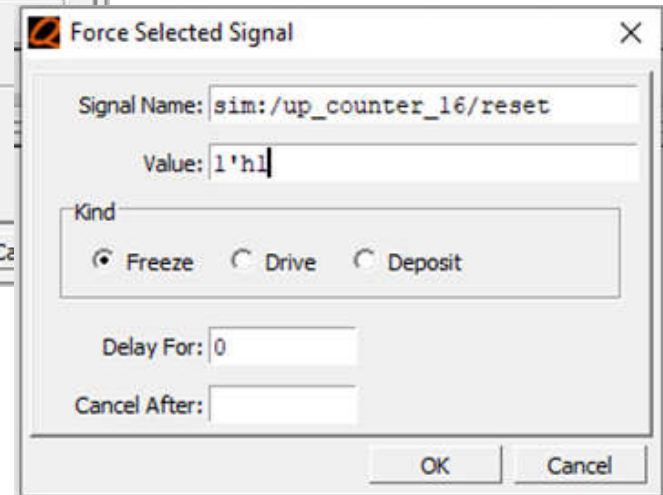 Force Selected Signal
Signal Name: sim:/up_counter_16/reset
Value: 1'h1
Kind
Freeze Drive Deposit
Delay For: 0
Cancel After:
OK Cancel
Ca